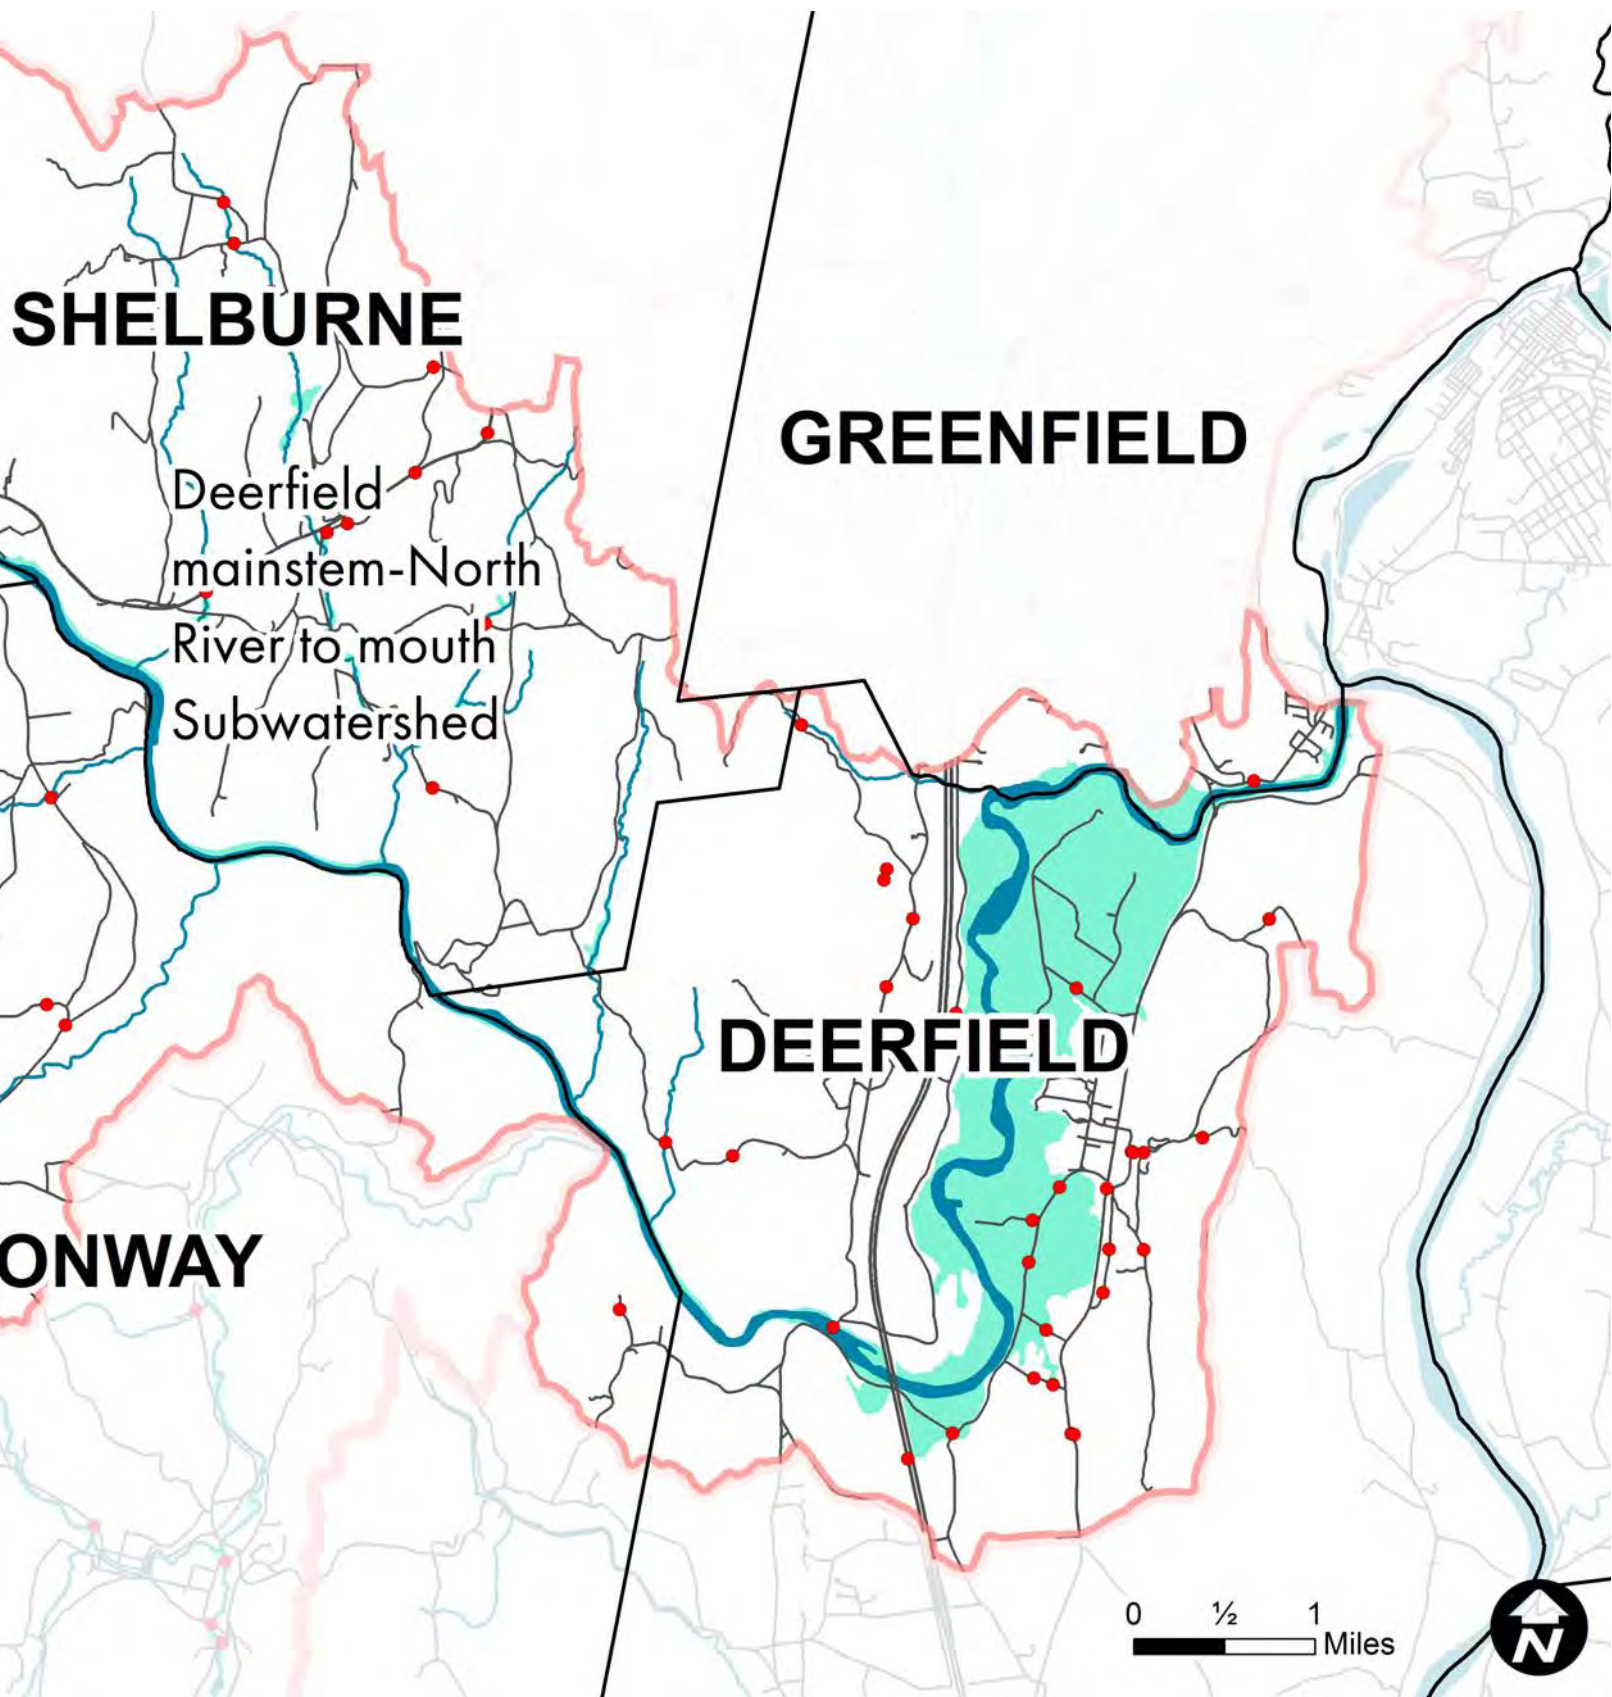 SHELBURNE
GREENFIELD
Deerfield
mainstem-North
River to mouth
Subwatershed
DEERFIELD
ONWAY
0 ½ 1
Miles
N